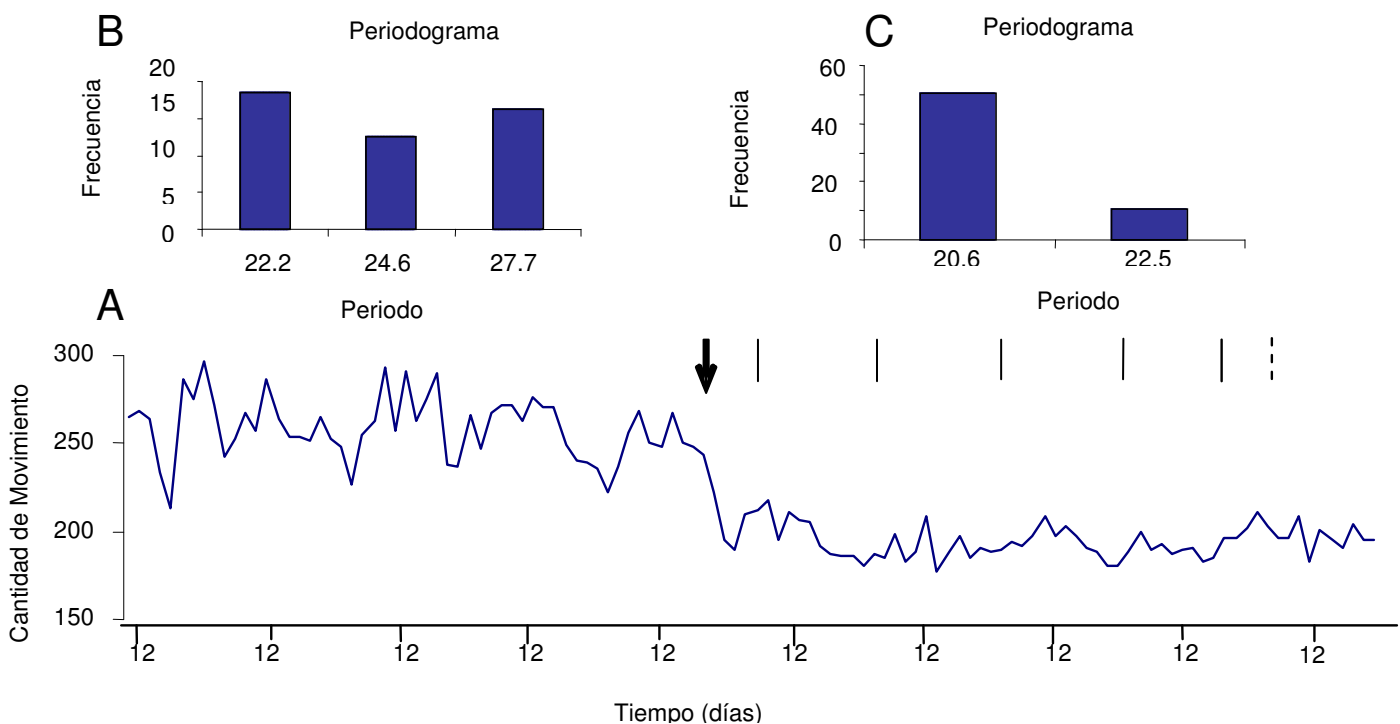 B
Periodograma
Frecuencia
20
15
10
5
0
22.2 24.6 27.7
Periodo
C
Periodograma
Frecuencia
60
40
20
0
20.6 22.5
Periodo
A
Cantidad de Movimiento
300
250
200
150
12 12 12 12 12 12 12 12 12 12
Tiempo (días)